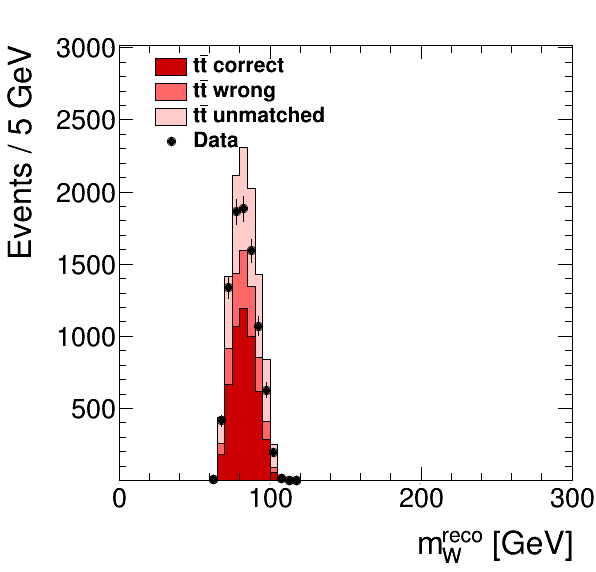 Events / 5 GeV
3000
2500
2000
1500
1000
500
tt̄ correct
tt̄ wrong
tt̄ unmatched
Data
0 100 200 300
m_W^reco [GeV]